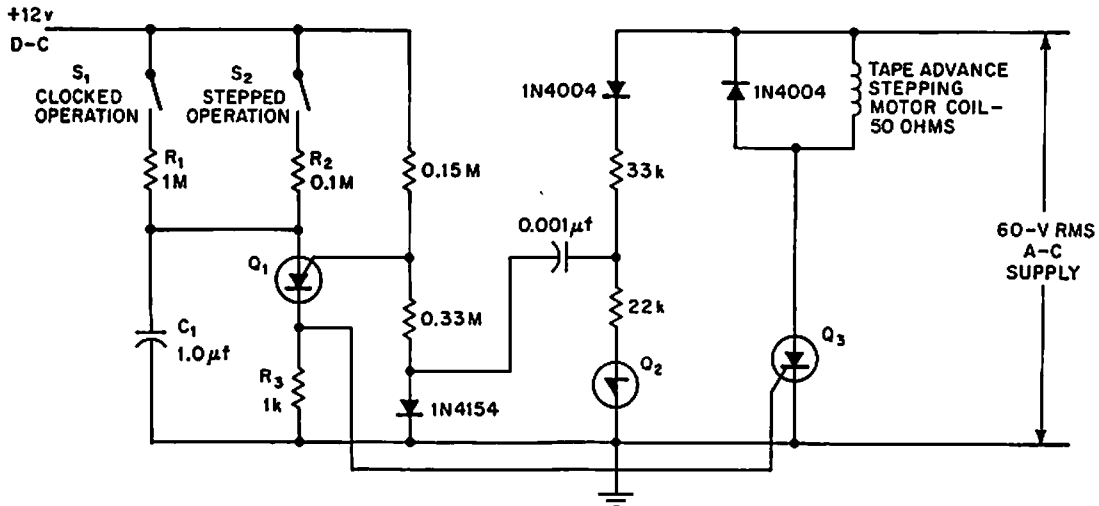 +12v
D-C
S1
CLOCKED
OPERATION
S2
STEPPED
OPERATION
R1
1M
R2
0.1M
0.15M
Q1
C1
1.0μf
R3
1k
0.33M
1N4154
0.001μf
1N4004
33k
22k
Q2
1N4004
TAPE ADVANCE
STEPPING
MOTOR COIL–
50 OHMS
Q3
60-V RMS
A-C
SUPPLY